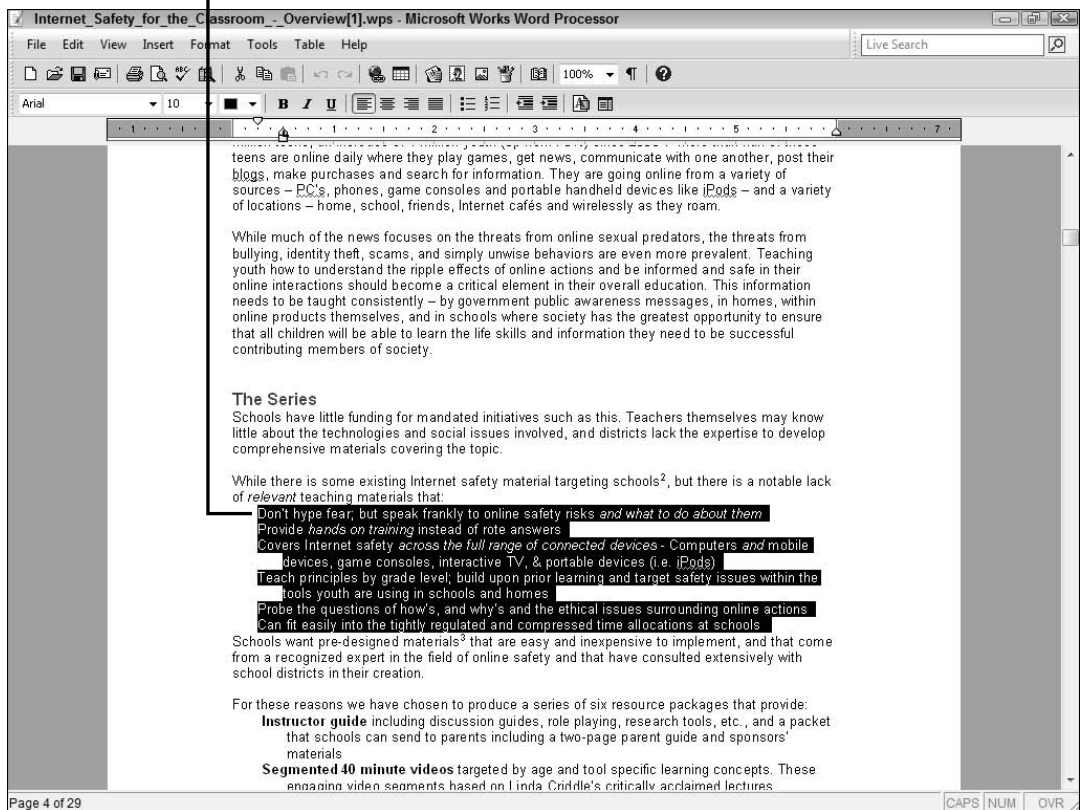 Internet_Safety_for_the_Classroom_-_Overview[1].wps - Microsoft Works Word Processor
File Edit View Insert Format Tools Table Help
Live Search
100%
Arial 10 B I U
1 1 2 3 4 5 7
teens are online daily where they play games, get news, communicate with one another, post their
blogs, make purchases and search for information. They are going online from a variety of
sources – PC's, phones, game consoles and portable handheld devices like iPods – and a variety
of locations – home, school, friends, Internet cafés and wirelessly as they roam.
While much of the news focuses on the threats from online sexual predators, the threats from
bullying, identity theft, scams, and simply unwise behaviors are even more prevalent. Teaching
youth how to understand the ripple effects of online actions and be informed and safe in their
online interactions should become a critical element in their overall education. This information
needs to be taught consistently – by government public awareness messages, in homes, within
online products themselves, and in schools where society has the greatest opportunity to ensure
that all children will be able to learn the life skills and information they need to be successful
contributing members of society.
The Series
Schools have little funding for mandated initiatives such as this. Teachers themselves may know
little about the technologies and social issues involved, and districts lack the expertise to develop
comprehensive materials covering the topic.
While there is some existing Internet safety material targeting schools2, but there is a notable lack
of relevant teaching materials that:
Don't hype fear; but speak frankly to online safety risks and what to do about them
Provide hands on training instead of rote answers
Covers Internet safety across the full range of connected devices - Computers and mobile
devices, game consoles, interactive TV, & portable devices (i.e. iPods)
Teach principles by grade level; build upon prior learning and target safety issues within the
tools youth are using in schools and homes
Probe the questions of how's, and why's and the ethical issues surrounding online actions
Can fit easily into the tightly regulated and compressed time allocations at schools
Schools want pre-designed materials3 that are easy and inexpensive to implement, and that come
from a recognized expert in the field of online safety and that have consulted extensively with
school districts in their creation.
For these reasons we have chosen to produce a series of six resource packages that provide:
Instructor guide including discussion guides, role playing, research tools, etc., and a packet
that schools can send to parents including a two-page parent guide and sponsors'
materials
Segmented 40 minute videos targeted by age and tool specific learning concepts. These
engaging video segments based on Linda Criddle's critically acclaimed lectures
Page 4 of 29 CAPS NUM OVR